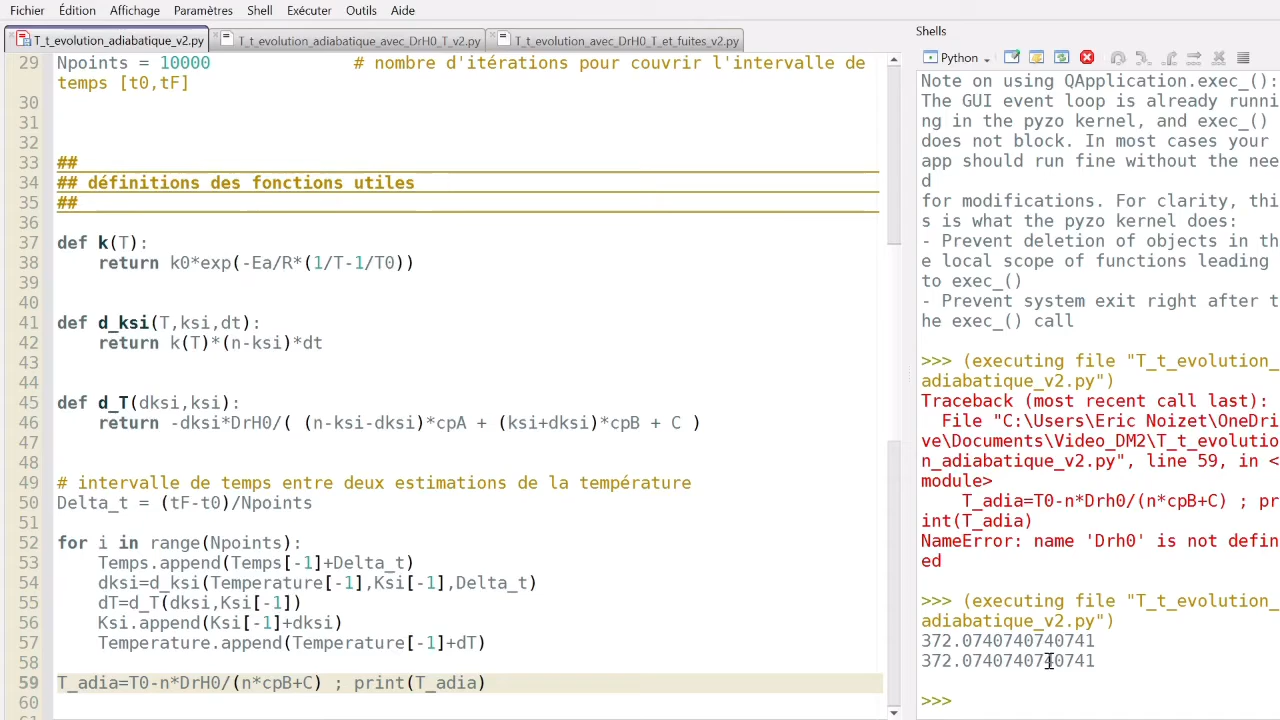 Fichier Édition Affichage Paramètres Shell Exécuter Outils Aide
T_t_evolution_adiabatique_v2.py T_t_evolution_adiabatique_avec_DrH0_T_v2.py T_t_evolution_avec_DrH0_T_et_fuites_v2.py
29 Npoints = 10000 # nombre d'itérations pour couvrir l'intervalle de
temps [t0,tF]
30
31
32
33 ##
34 ## définitions des fonctions utiles
35 ##
36
37 def k(T):
38 return k0*exp(-Ea/R*(1/T-1/T0))
39
40
41 def d_ksi(T,ksi,dt):
42 return k(T)*(n-ksi)*dt
43
44
45 def d_T(dksi,ksi):
46 return -dksi*DrH0/( (n-ksi-dksi)*cpA + (ksi+dksi)*cpB + C )
47
48
49 # intervalle de temps entre deux estimations de la température
50 Delta_t = (tF-t0)/Npoints
51
52 for i in range(Npoints):
53 Temps.append(Temps[-1]+Delta_t)
54 dksi=d_ksi(Temperature[-1],Ksi[-1],Delta_t)
55 dT=d_T(dksi,Ksi[-1])
56 Ksi.append(Ksi[-1]+dksi)
57 Temperature.append(Temperature[-1]+dT)
58
59 T_adia=T0-n*DrH0/(n*cpB+C) ; print(T_adia)
60
61
Shells
Python
Note on using QApplication.exec_():
The GUI event loop is already runni
ng in the pyzo kernel, and exec_()
does not block. In most cases your
app should run fine without the nee
d
for modifications. For clarity, thi
s is what the pyzo kernel does:
- Prevent deletion of objects in th
e local scope of functions leading
to exec_()
- Prevent system exit right after t
he exec_() call
>>> (executing file "T_t_evolution_
adiabatique_v2.py")
Traceback (most recent call last):
File "C:\Users\Eric Noizet\OneDri
ve\Documents\Video_DM2\T_t_evolutio
n_adiabatique_v2.py", line 59, in <
module>
T_adia=T0-n*Drh0/(n*cpB+C) ; pr
int(T_adia)
NameError: name 'Drh0' is not defin
ed
>>> (executing file "T_t_evolution_
adiabatique_v2.py")
372.0740740740741
372.0740740740741
>>>